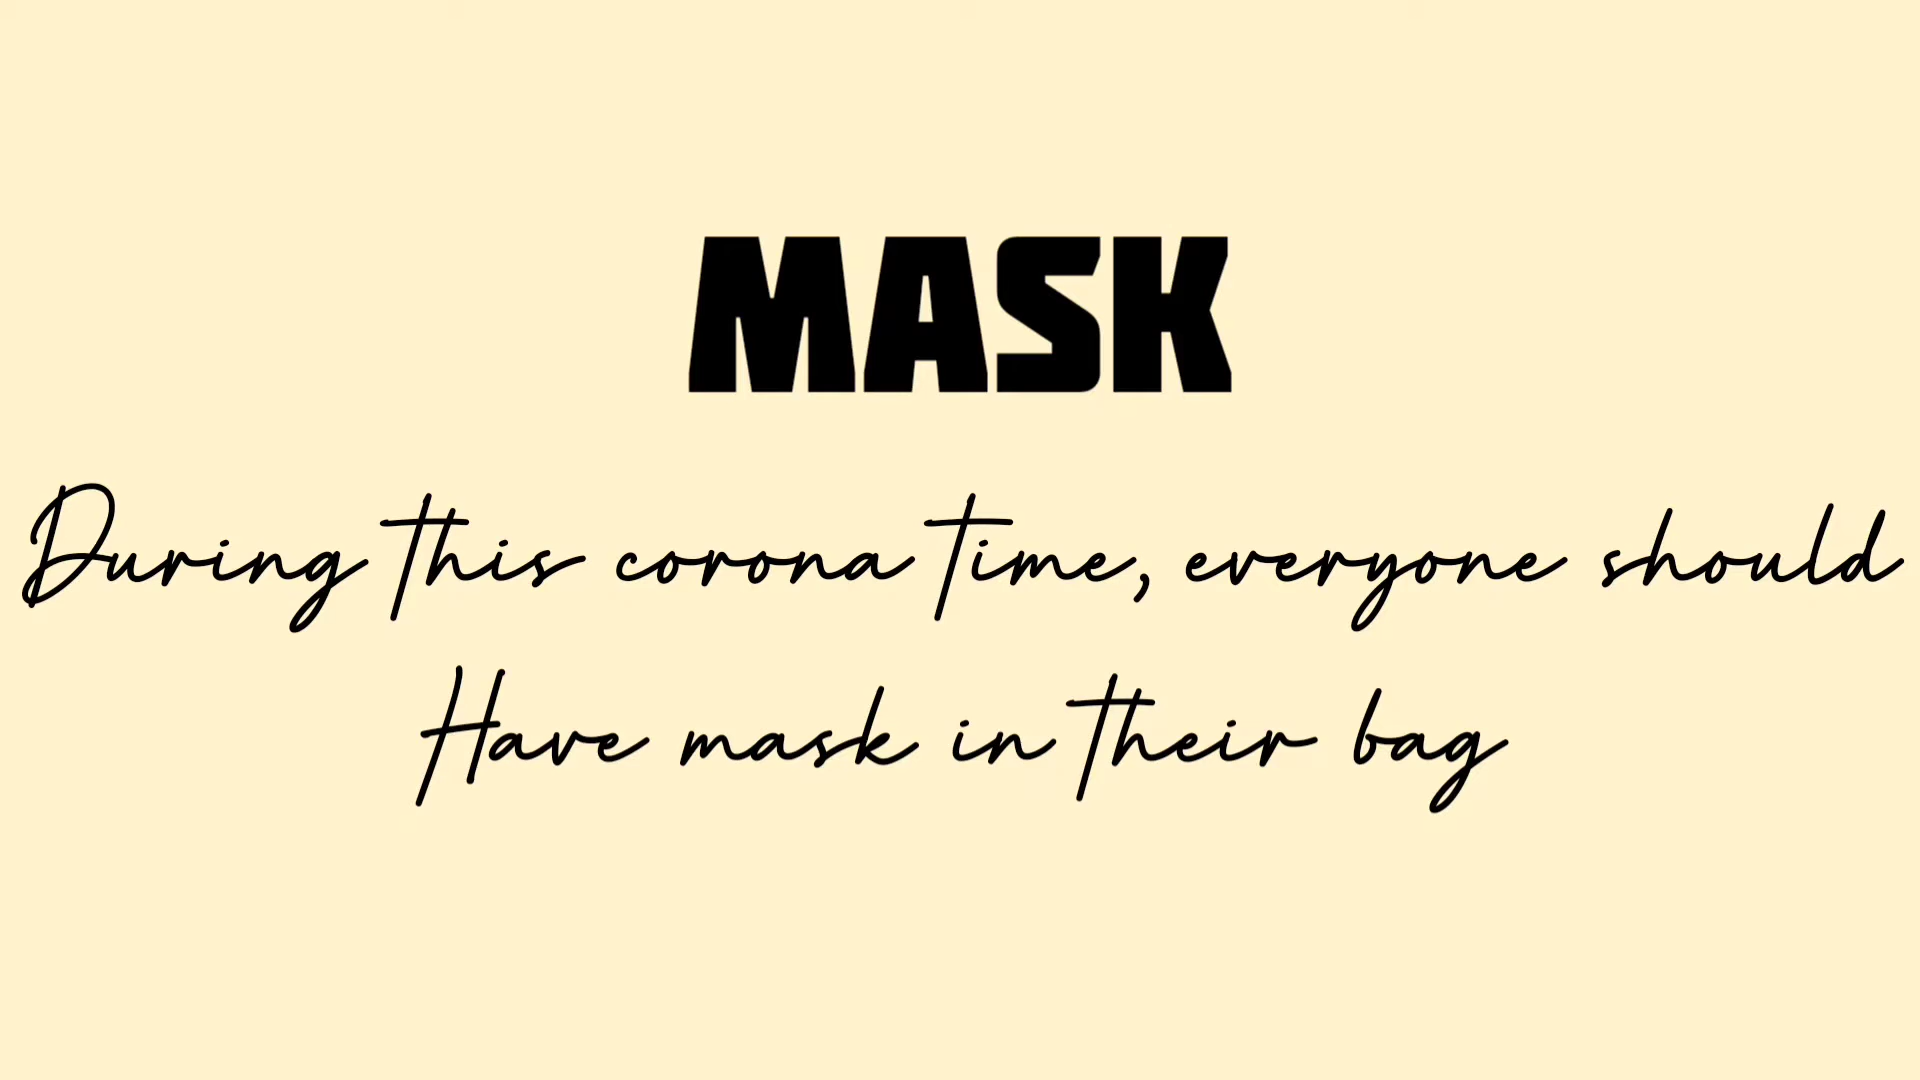 MASK
During this corona time, everyone should
Have mask in their bag